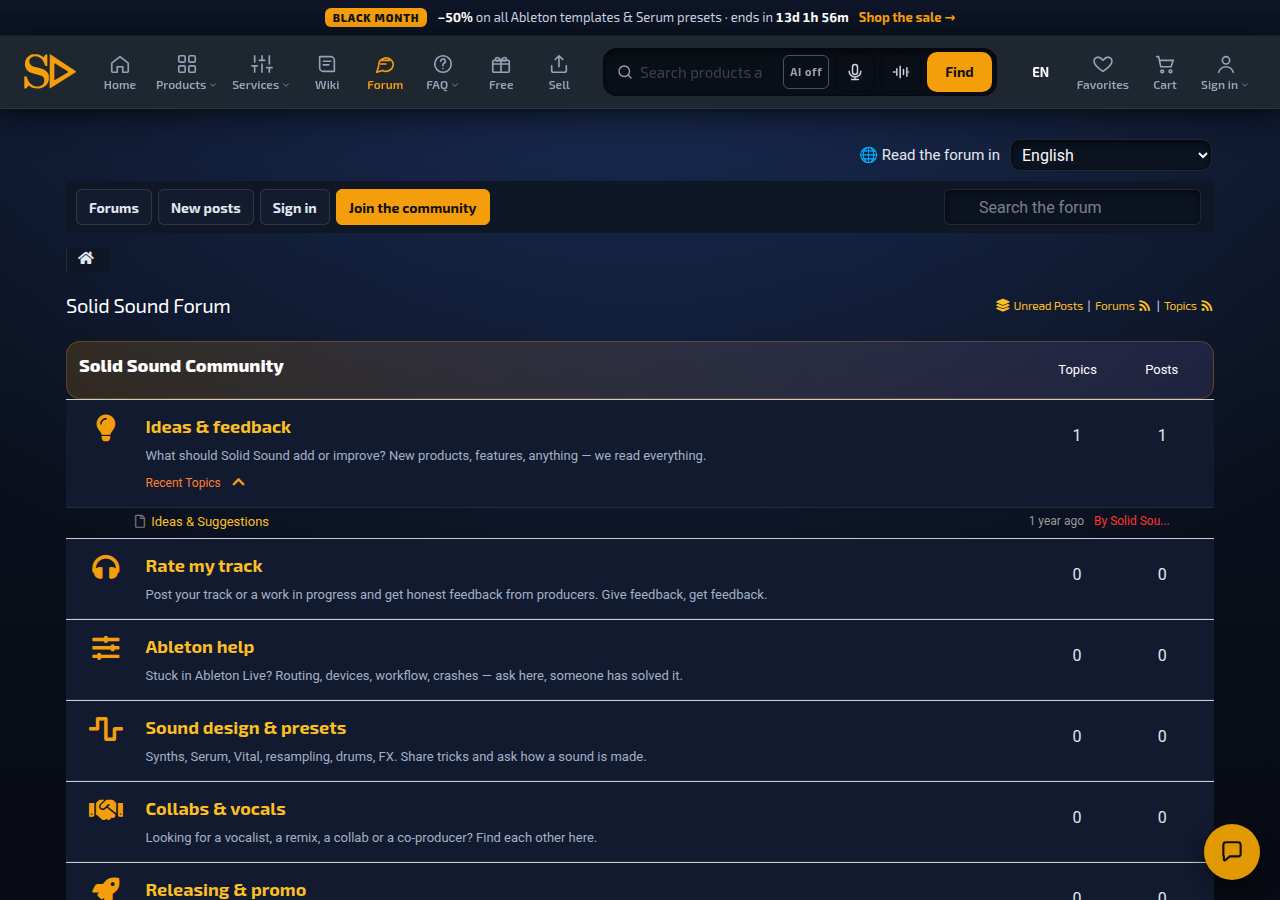 BLACK MONTH −50% on all Ableton templates & Serum presets · ends in 13d 1h 56m Shop the sale →
Home Products Services Wiki Forum FAQ Free Sell Search products a AI off Find EN Favorites Cart Sign in
🌐 Read the forum in English
Forums New posts Sign in Join the community Search the forum
Solid Sound Forum Unread Posts | Forums | Topics
Solid Sound Community Topics Posts
Ideas & feedback 1 1
What should Solid Sound add or improve? New products, features, anything — we read everything.
Recent Topics
Ideas & Suggestions 1 year ago By Solid Sou...
Rate my track 0 0
Post your track or a work in progress and get honest feedback from producers. Give feedback, get feedback.
Ableton help 0 0
Stuck in Ableton Live? Routing, devices, workflow, crashes — ask here, someone has solved it.
Sound design & presets 0 0
Synths, Serum, Vital, resampling, drums, FX. Share tricks and ask how a sound is made.
Collabs & vocals 0 0
Looking for a vocalist, a remix, a collab or a co-producer? Find each other here.
Releasing & promo 0 0